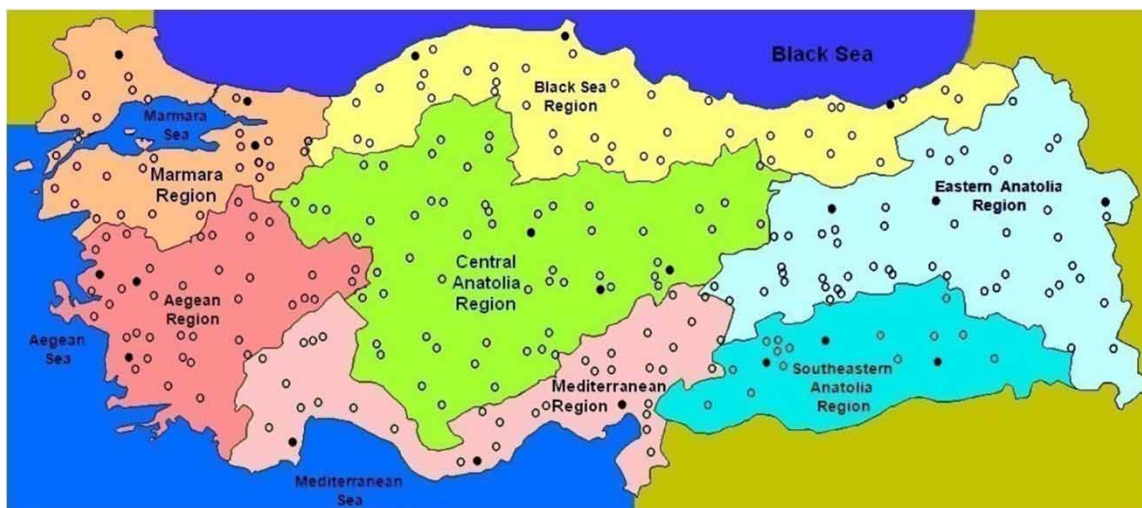 Black Sea
Black Sea
Region
Marmara
Sea
Marmara
Region
Eastern Anatolia
Region
Central
Anatolia
Region
Aegean
Region
Aegean
Sea
Mediterranean
Region
Southeastern
Anatolia
Region
Mediterranean
Sea